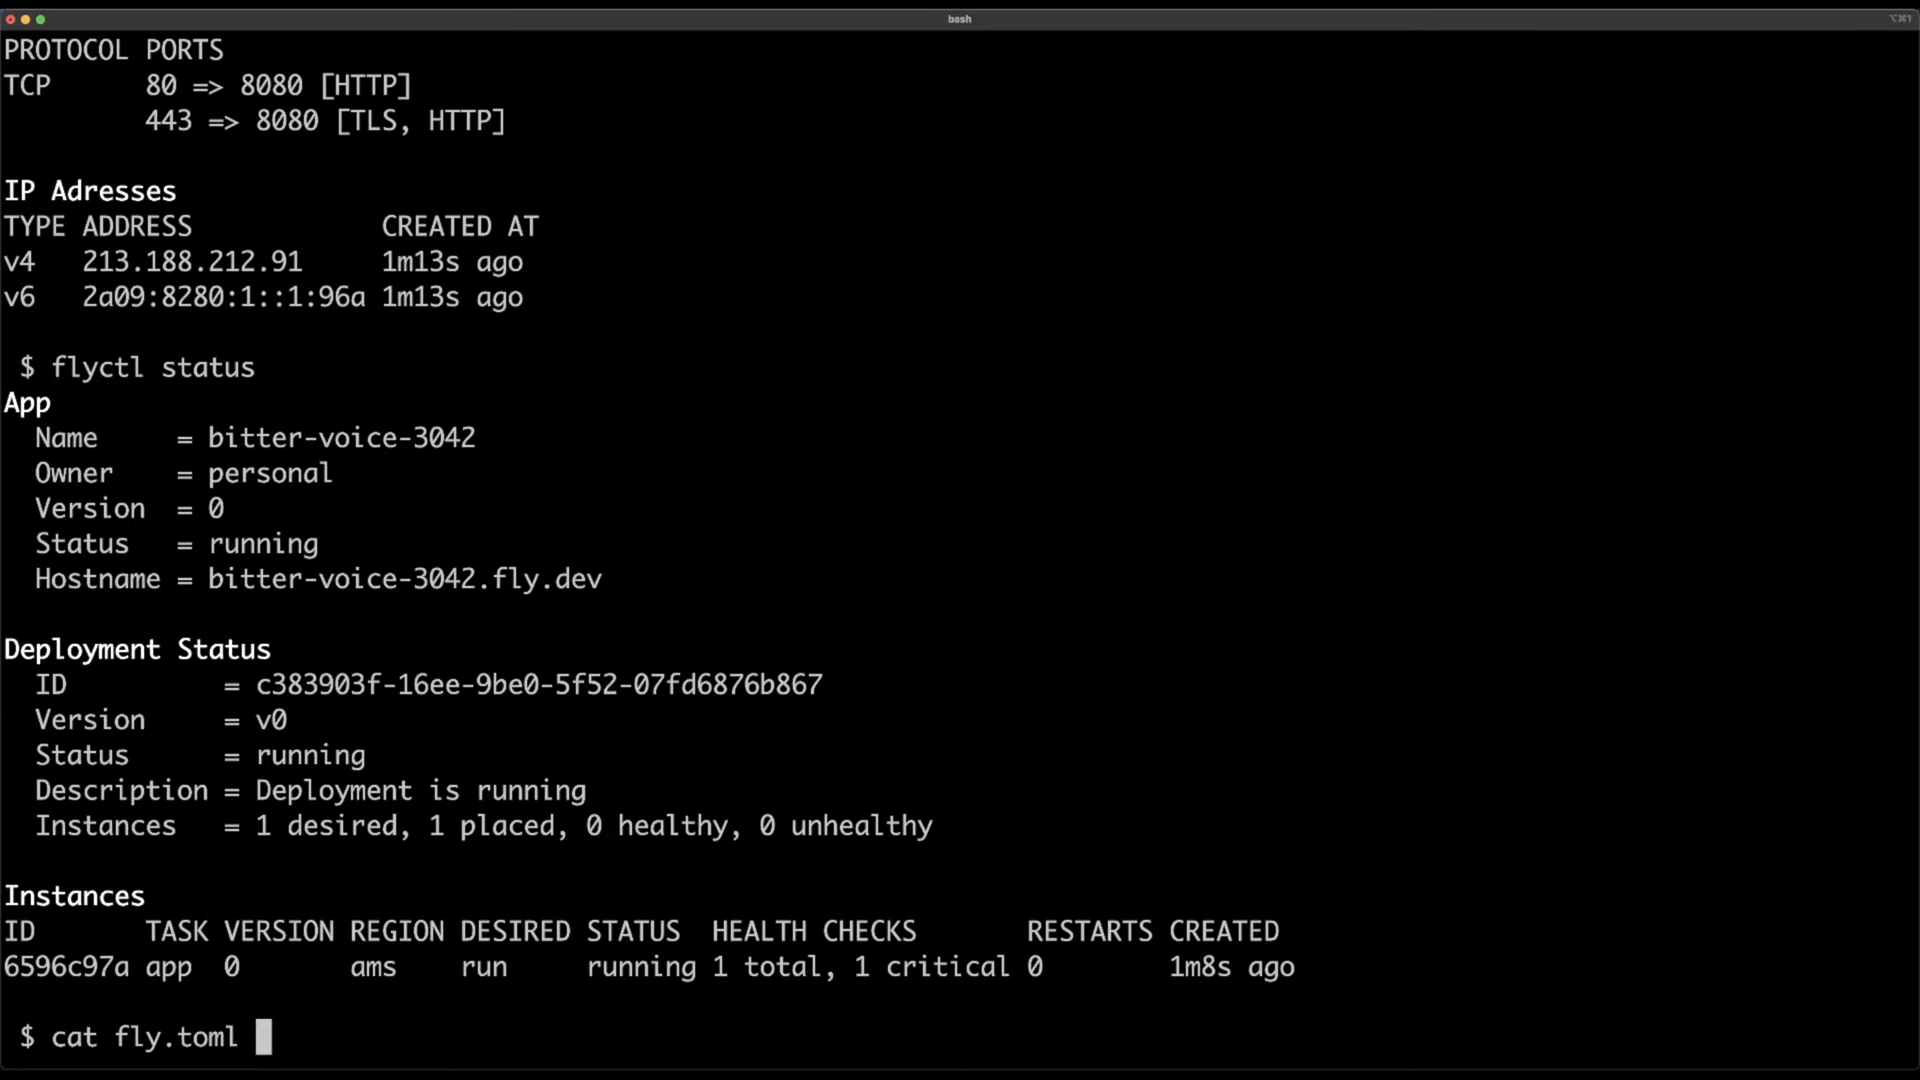 bash
⌥⌘1
PROTOCOL PORTS
TCP      80 => 8080 [HTTP]
         443 => 8080 [TLS, HTTP]
IP Adresses
TYPE ADDRESS            CREATED AT
v4   213.188.212.91     1m13s ago
v6   2a09:8280:1::1:96a 1m13s ago
$ flyctl status
App
  Name     = bitter-voice-3042
  Owner    = personal
  Version  = 0
  Status   = running
  Hostname = bitter-voice-3042.fly.dev
Deployment Status
  ID          = c383903f-16ee-9be0-5f52-07fd6876b867
  Version     = v0
  Status      = running
  Description = Deployment is running
  Instances   = 1 desired, 1 placed, 0 healthy, 0 unhealthy
Instances
ID       TASK VERSION REGION DESIRED STATUS  HEALTH CHECKS       RESTARTS CREATED
6596c97a app  0       ams    run     running 1 total, 1 critical 0        1m8s ago
$ cat fly.toml